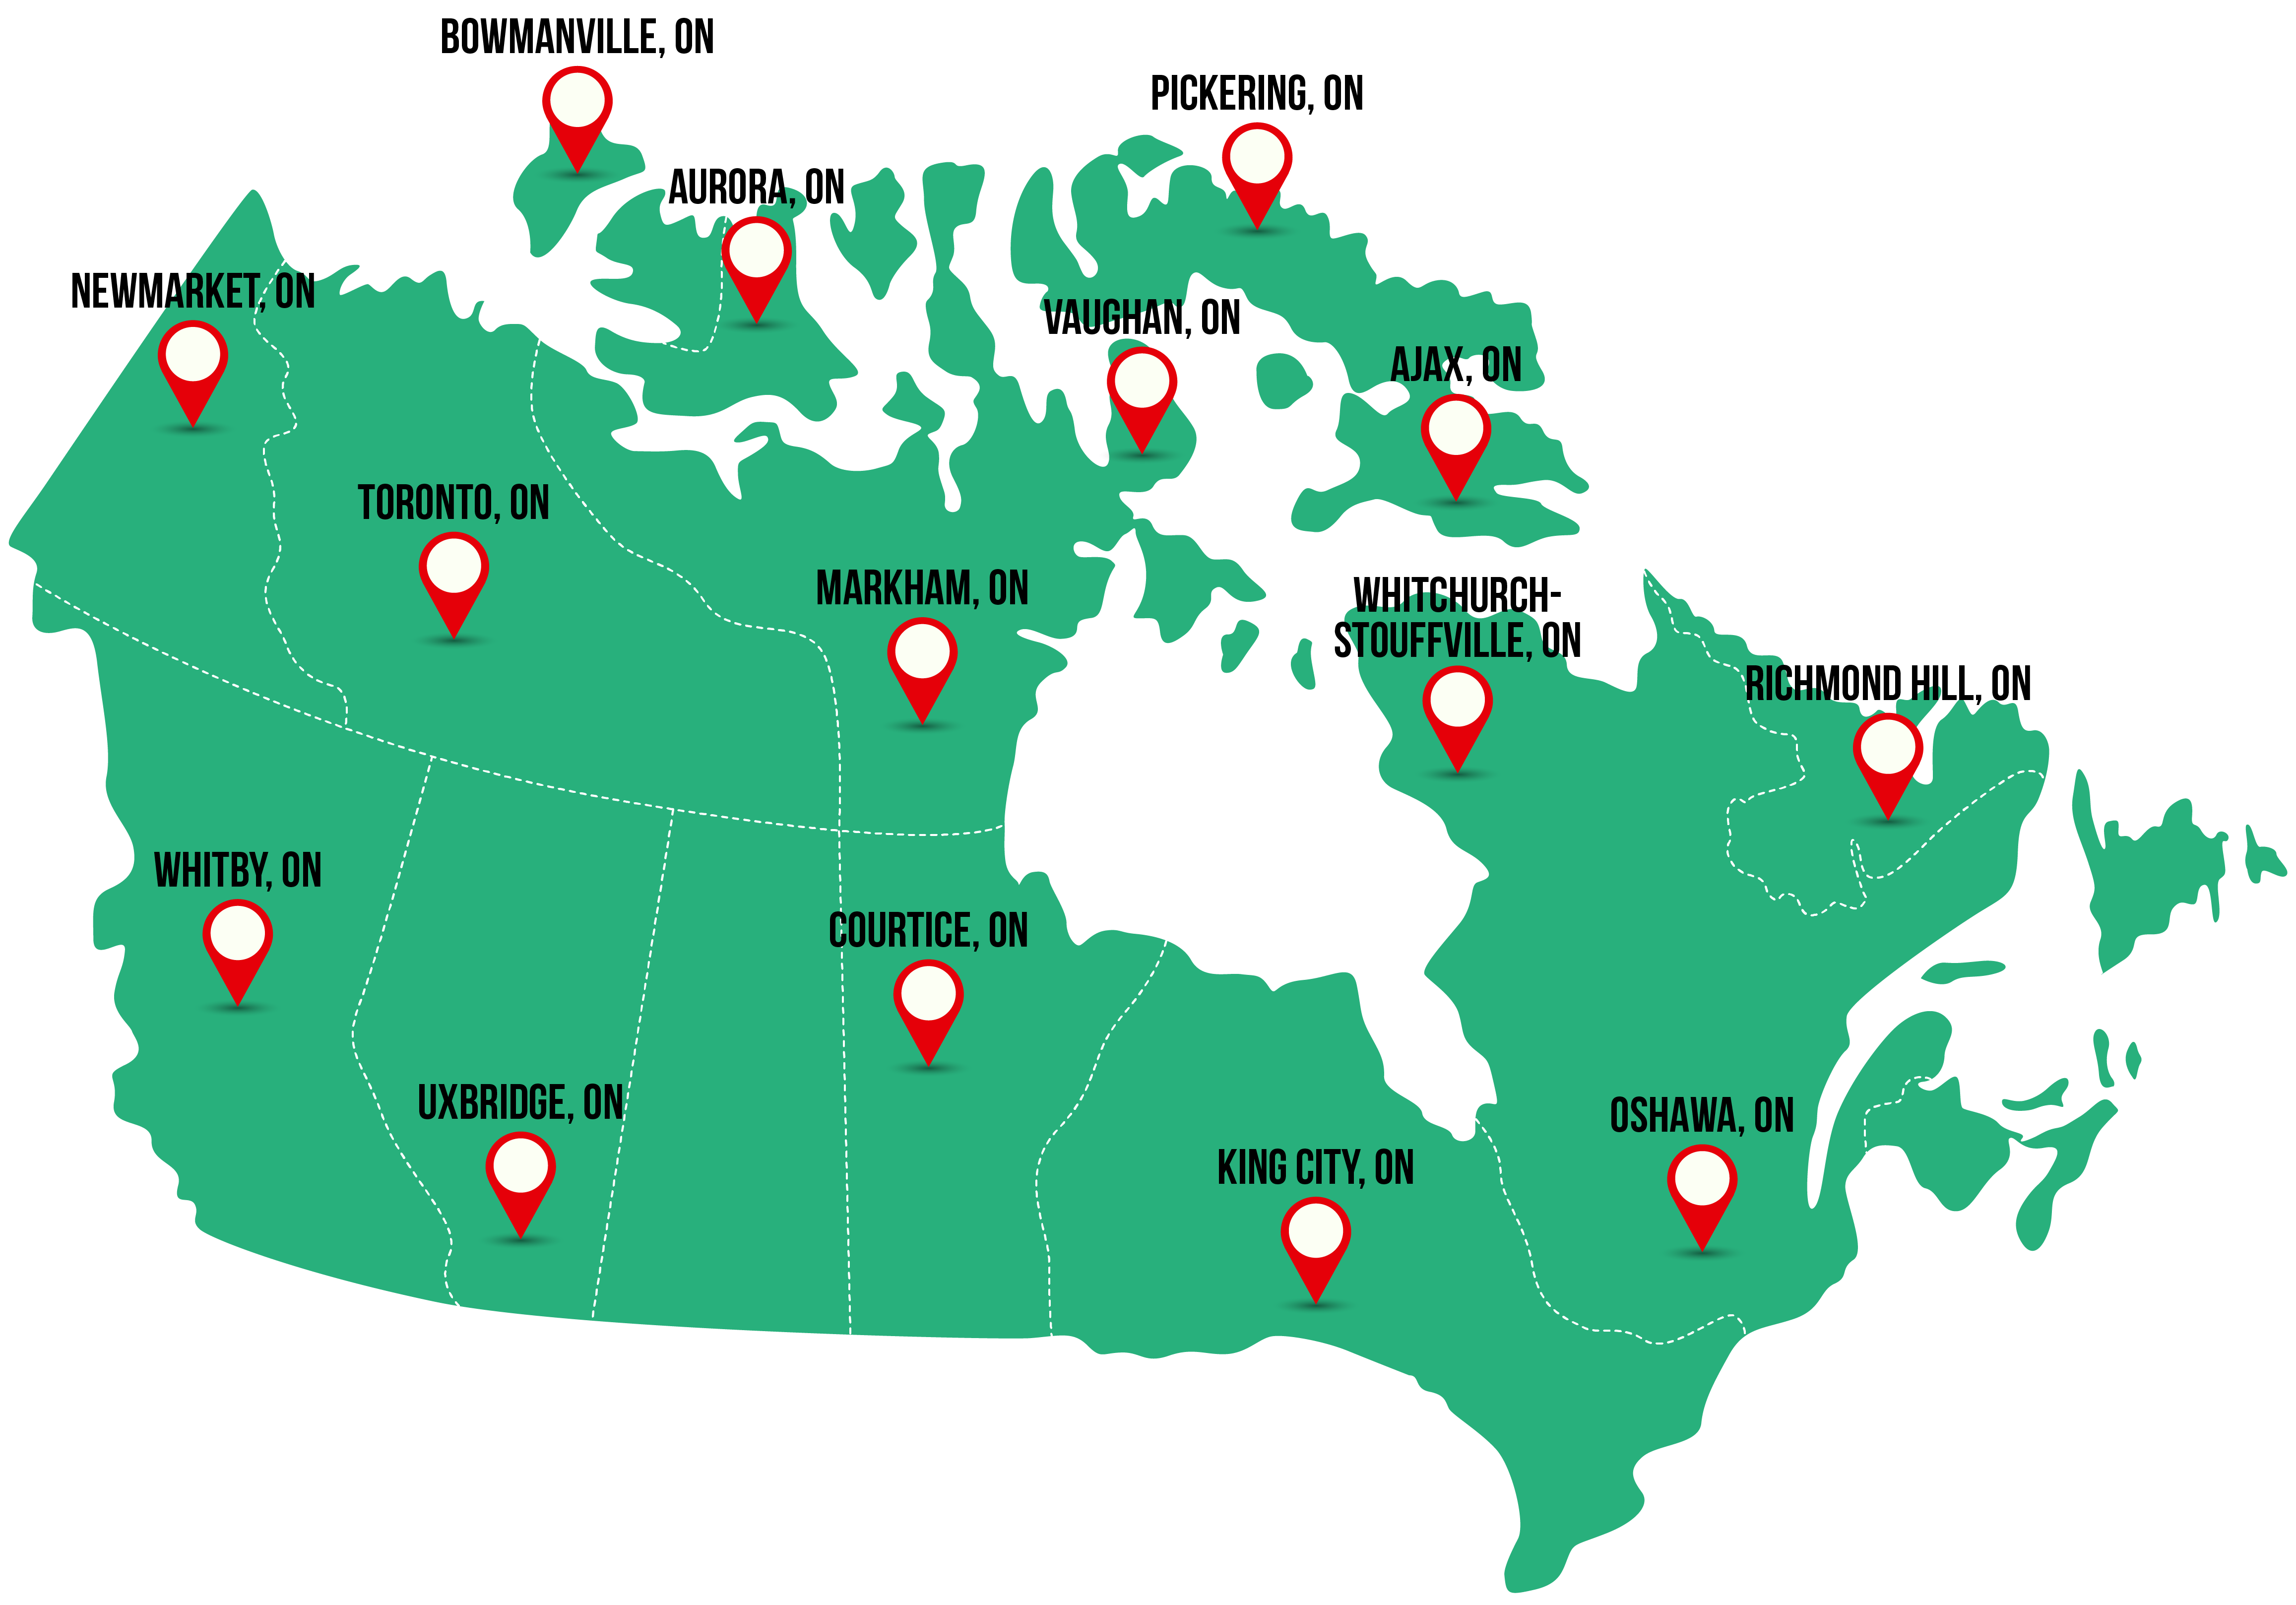 BOWMANVILLE, ON
PICKERING, ON
AURORA, ON
NEWMARKET, ON
VAUGHAN, ON
AJAX, ON
TORONTO, ON
MARKHAM, ON
WHITCHURCH-
STOUFFVILLE, ON
RICHMOND HILL, ON
WHITBY, ON
COURTICE, ON
UXBRIDGE, ON
OSHAWA, ON
KING CITY, ON